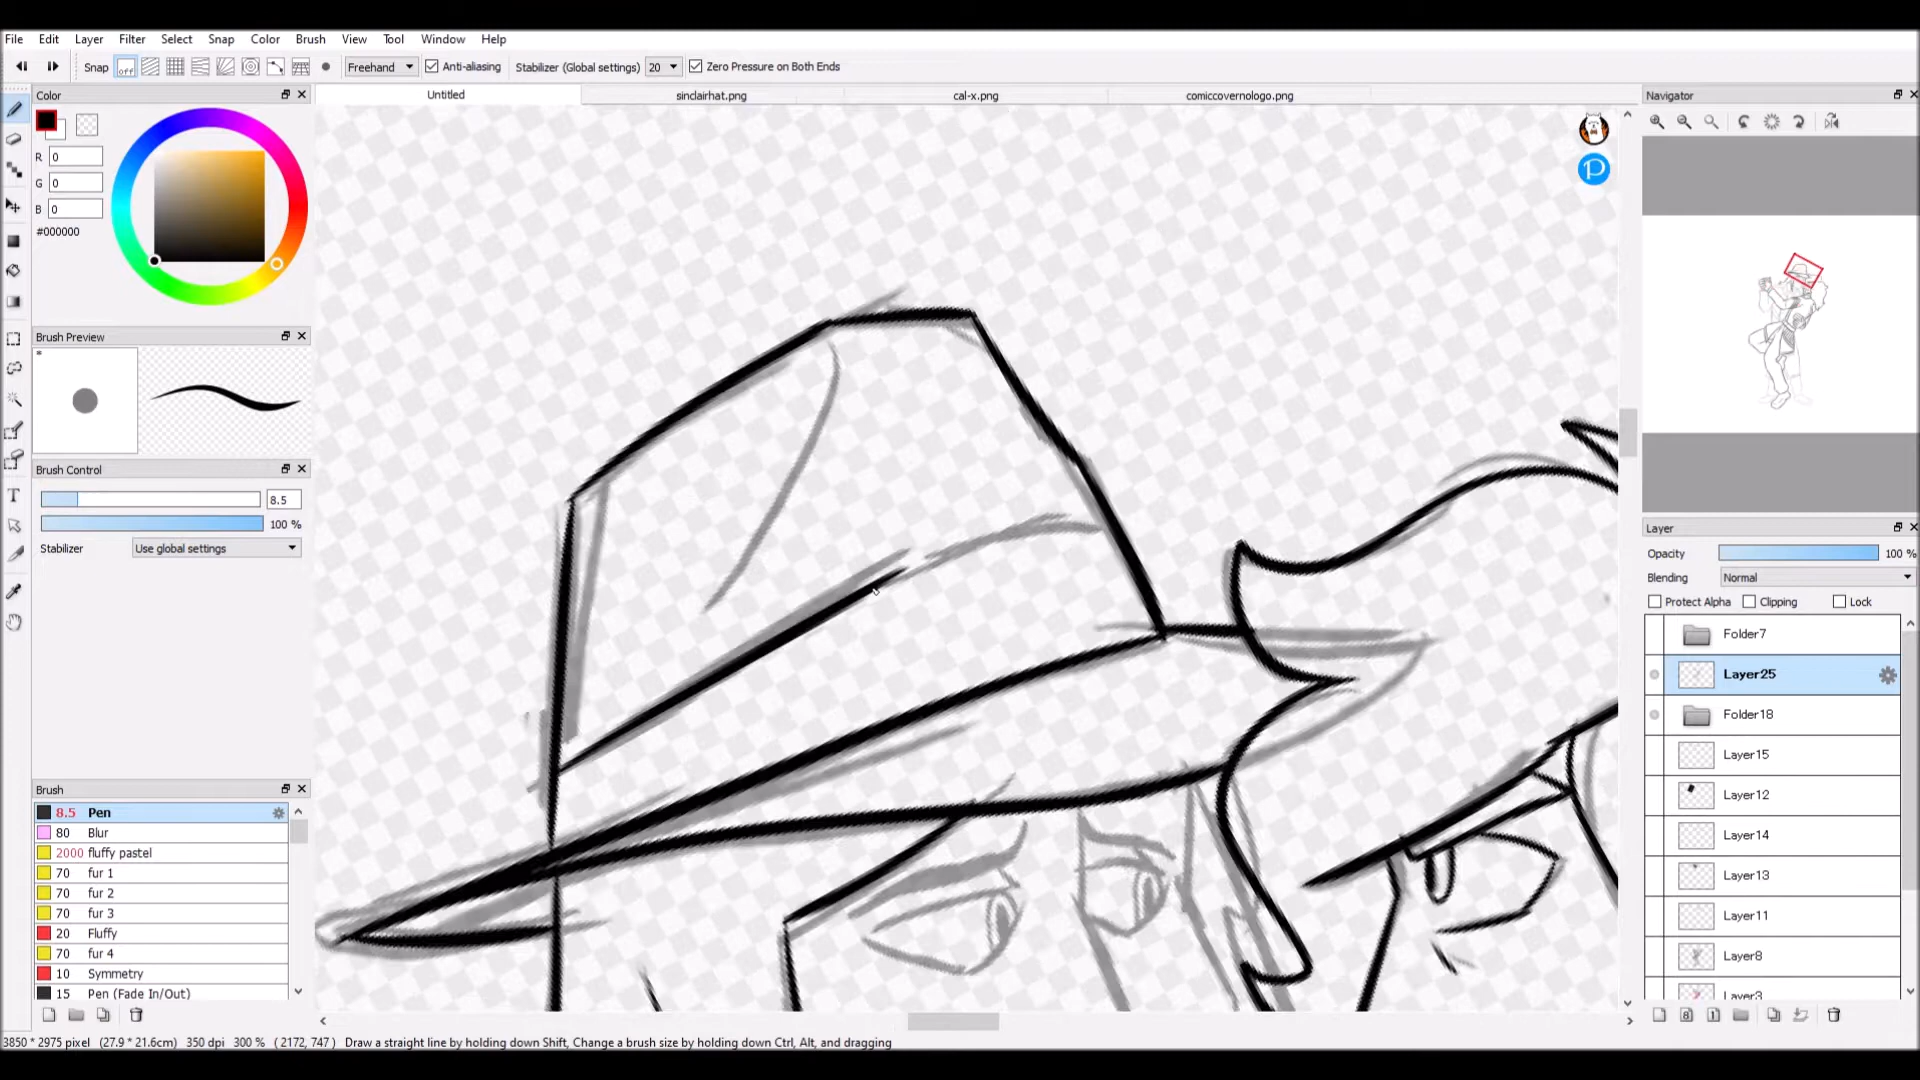 File Edit Layer Filter Select Snap Color Brush View Tool Window Help
Snap off Freehand Anti-aliasing Stabilizer (Global settings) 20 Zero Pressure on Both Ends
Color
Untitled
sinclairhat.png
cal-x.png
comiccovernologo.png
Navigator
R 0
G 0
B 0
#000000
Brush Preview
*
Brush Control
8.5
100 %
Stabilizer Use global settings
Brush
8.5 Pen
80 Blur
2000 fluffy pastel
70 fur 1
70 fur 2
70 fur 3
20 Fluffy
70 fur 4
10 Symmetry
15 Pen (Fade In/Out)
P
Layer
Opacity 100 %
Blending Normal
Protect Alpha Clipping Lock
Folder7
Layer25
Folder18
Layer15
Layer12
Layer14
Layer13
Layer11
Layer8
Layer3
8 1
3850 * 2975 pixel (27.9 * 21.6cm) 350 dpi 300 % ( 2172, 747 ) Draw a straight line by holding down Shift, Change a brush size by holding down Ctrl, Alt, and dragging